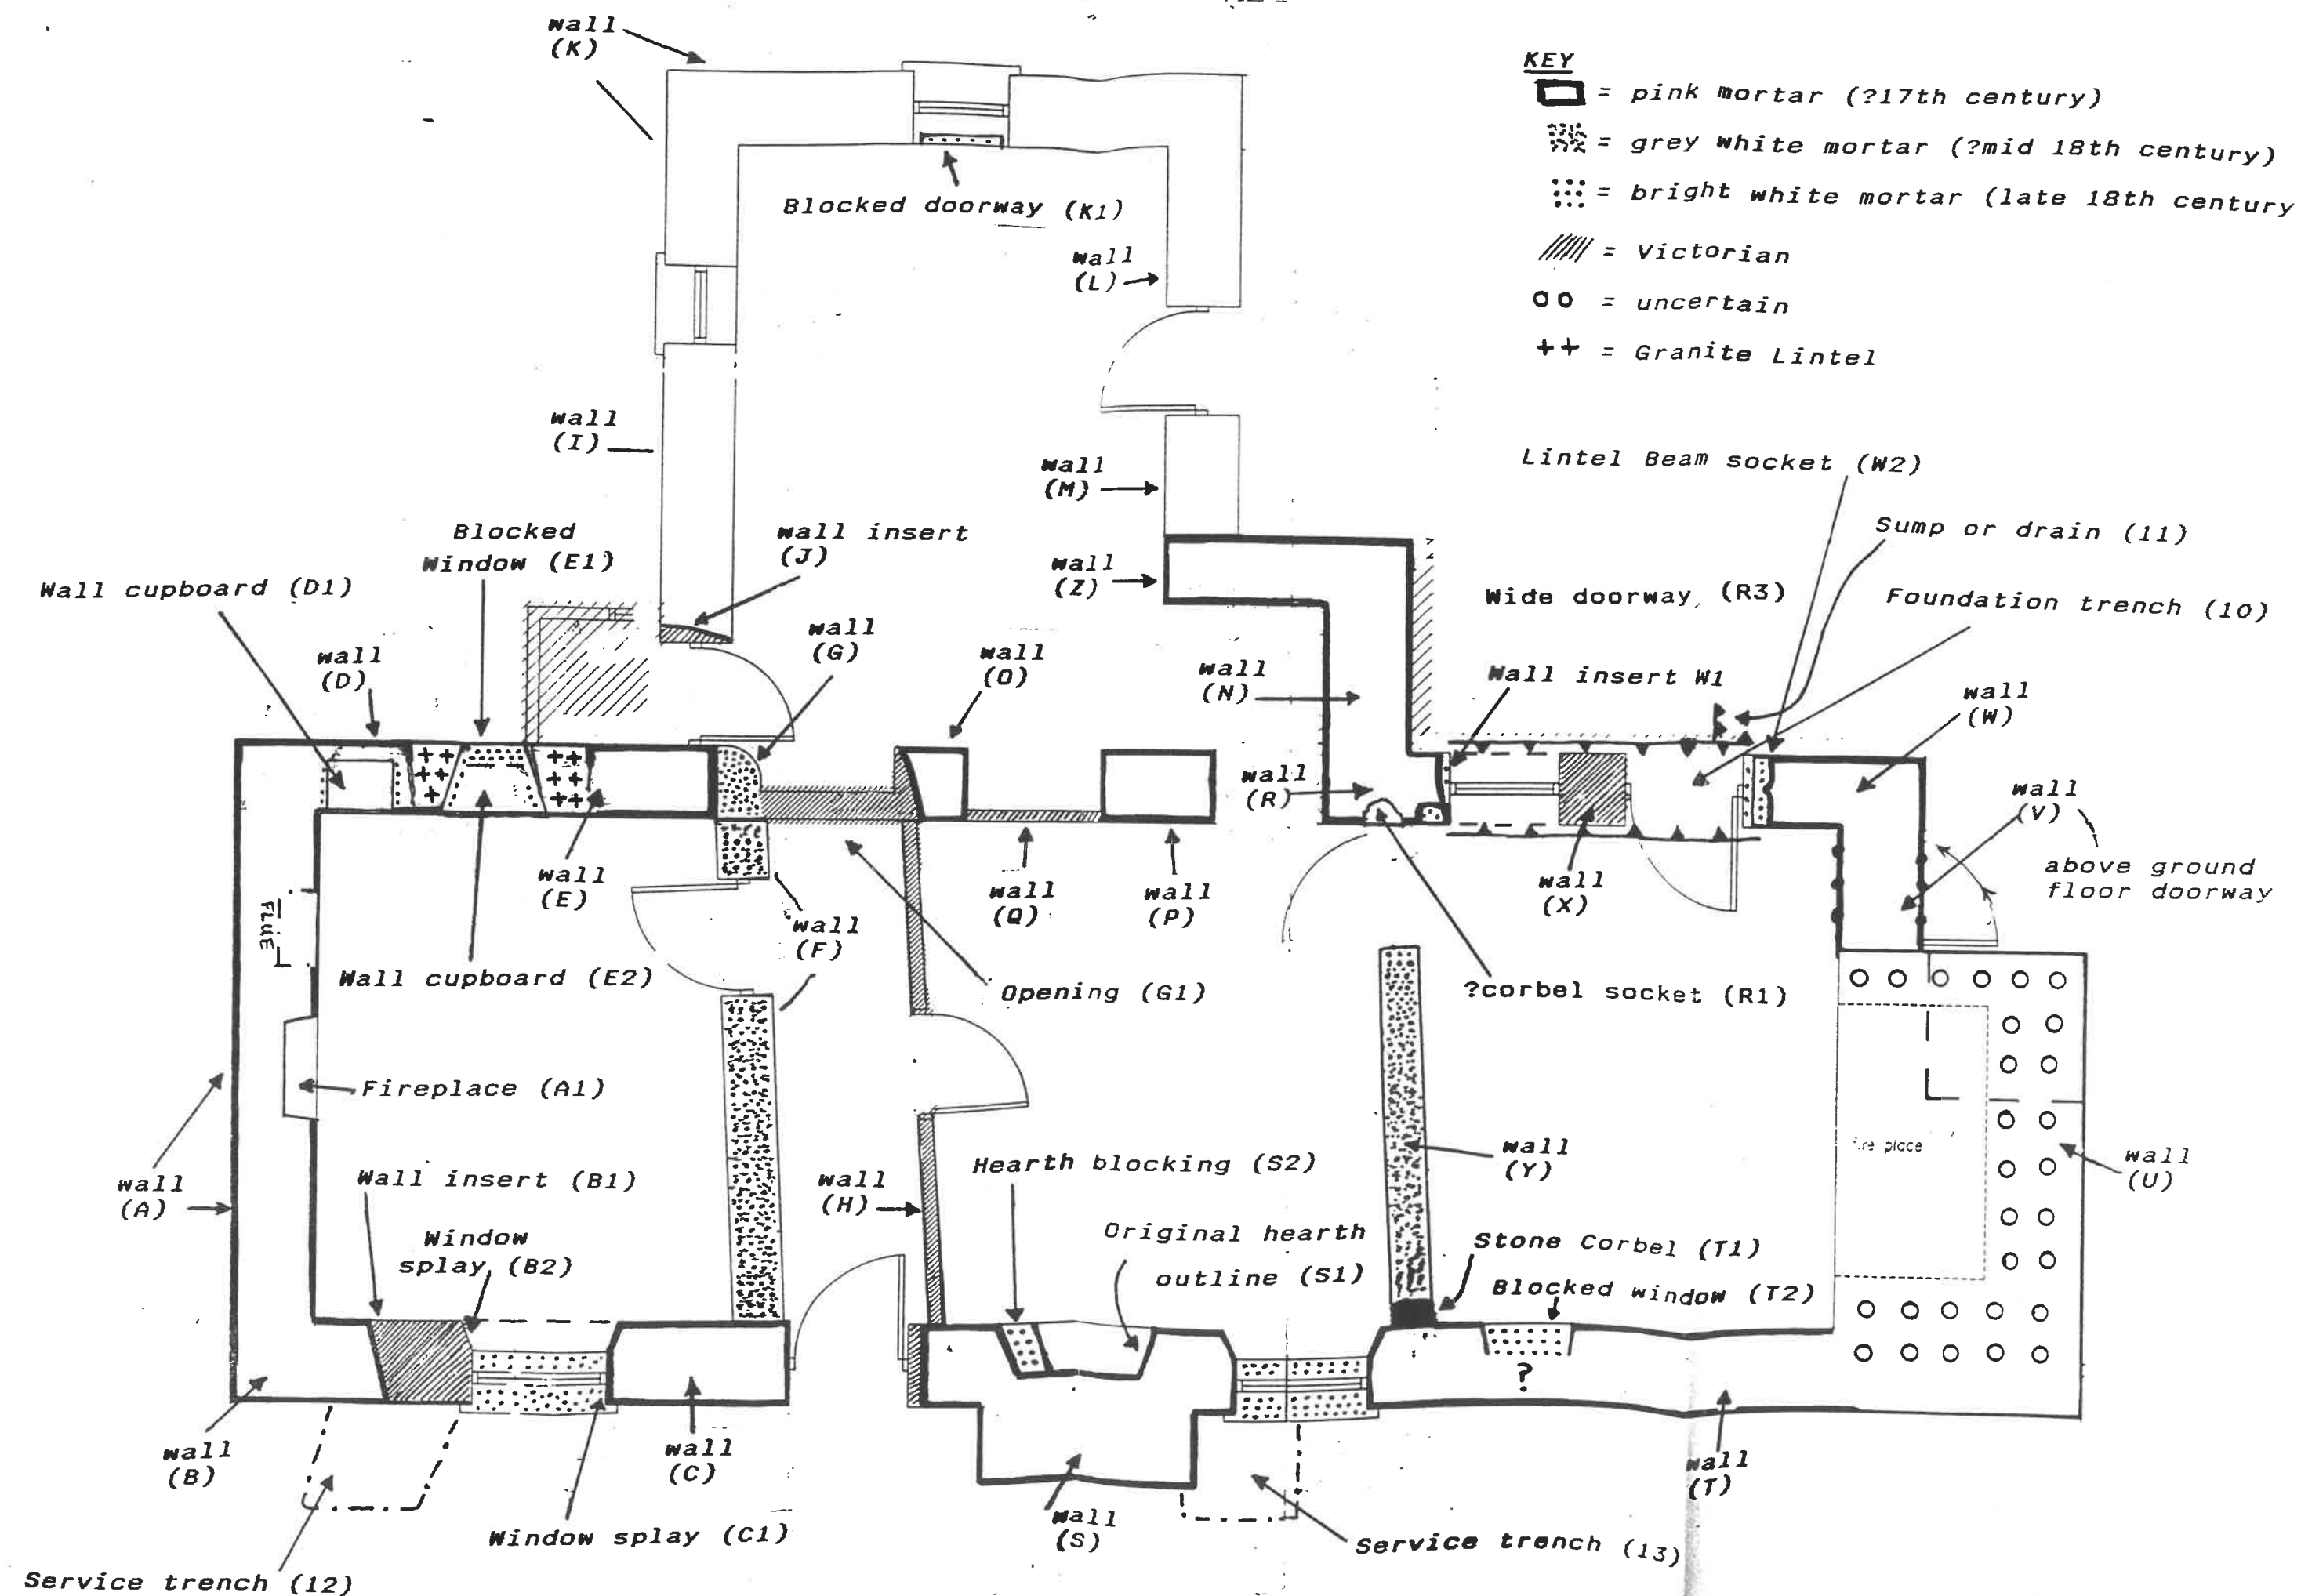 wall
(K)
KEY
= pink mortar (?17th century)
= grey white mortar (?mid 18th century)
= bright white mortar (late 18th century
= Victorian
= uncertain
++ = Granite Lintel
Blocked doorway (K1)
wall
(L)
wall
(I)
wall
(M)
Lintel Beam socket (W2)
Sump or drain (11)
Blocked
Window (E1)
wall insert
(J)
wall
(Z)
Wide doorway (R3)
Foundation trench (10)
Wall cupboard (D1)
wall
(D)
wall
(G)
wall
(O)
wall
(N)
Wall insert W1
wall
(W)
wall
(R)
wall
(V)
above ground
floor doorway
wall
(E)
wall
(Q)
wall
(P)
wall
(X)
FLUE
wall
(F)
Wall cupboard (E2)
Opening (G1)
?corbel socket (R1)
Fireplace (A1)
fire place
wall
(A)
Wall insert (B1)
wall
(H)
Hearth blocking (S2)
wall
(Y)
wall
(U)
Window
splay (B2)
Original hearth
outline (S1)
Stone Corbel (T1)
Blocked window (T2)
?
wall
(B)
wall
(C)
wall
(S)
wall
(T)
Window splay (C1)
Service trench (13)
Service trench (12)